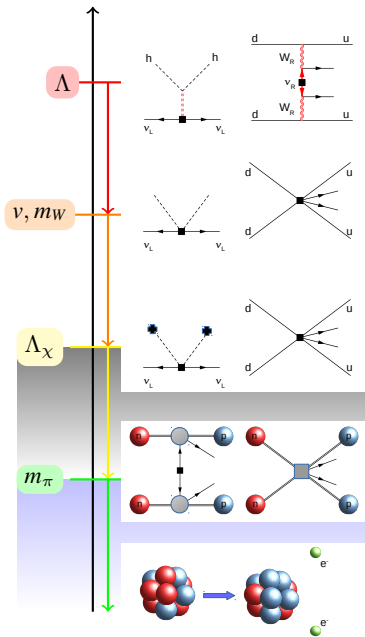 h h
Λ
ν_L ν_L
d u
W_R
ν_R
W_R
d u
v, m_W
ν_L ν_L
d u
d u
Λ_χ
ν_L ν_L
d u
d u
n p n p
n p n p
m_π
e⁻
e⁻